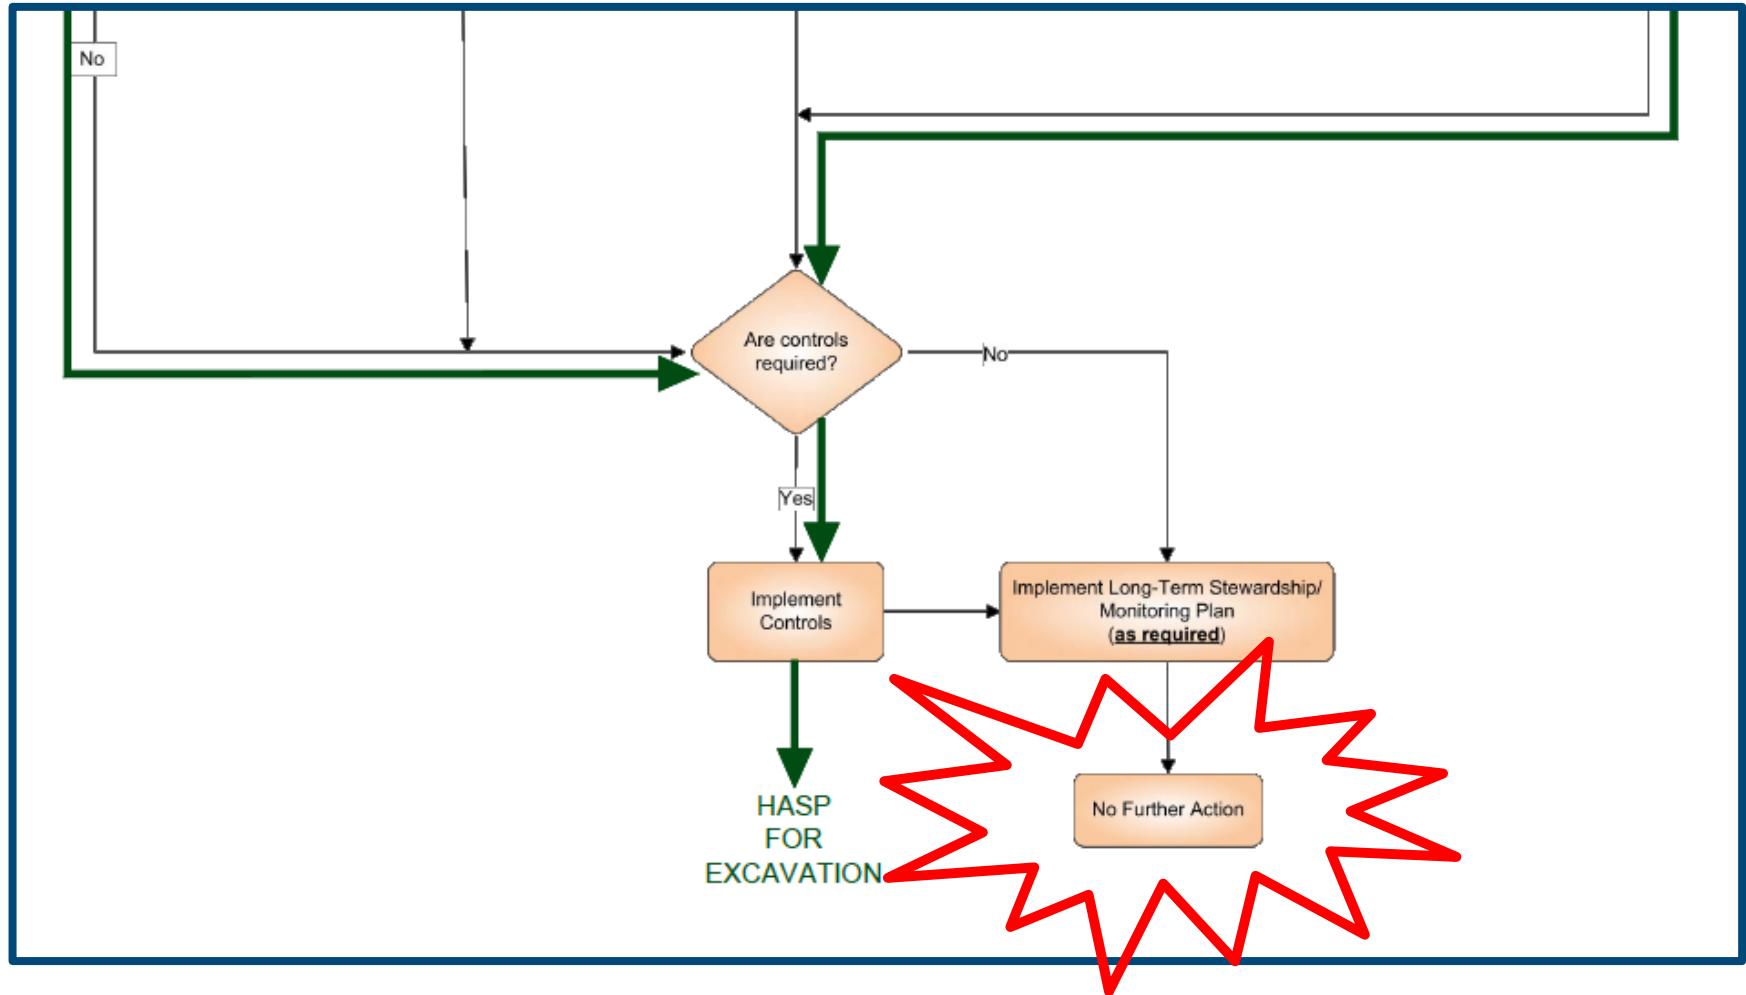 No
Are controls
required?
No
Yes
Implement
Controls
Implement Long-Term Stewardship/
Monitoring Plan
(as required)
HASP
FOR
EXCAVATION
No Further Action